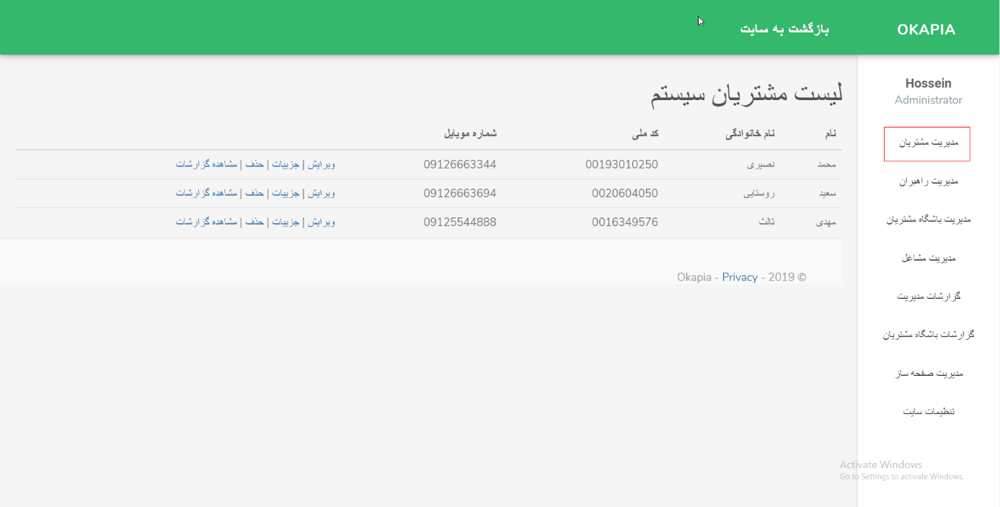 OKAPIA
بازگشت به سایت
Hossein
Administrator
مدیریت مشتریان
مدیریت راهبران
مدیریت باشگاه مشتریان
مدیریت مشاغل
گزارشات مدیریت
گزارشات باشگاه مشتریان
مدیریت صفحه ساز
تنظیمات سایت
لیست مشتریان سیستم
نام نام خانوادگی کد ملی شماره موبایل
محمد نصیری 00193010250 09126663344 ویرایش | جزییات | حذف | مشاهده گزارشات
سعید روستایی 0020604050 09126663694 ویرایش | جزییات | حذف | مشاهده گزارشات
مهدی ثالث 0016349576 09125544888 ویرایش | جزییات | حذف | مشاهده گزارشات
Okapia - Privacy - 2019 ©
Activate Windows
Go to Settings to activate Windows.